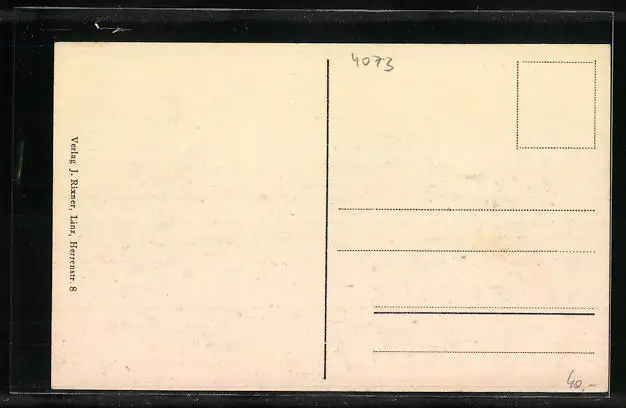 4073
Verlag J. Rixner, Linz, Herrenstr. 8
40,-